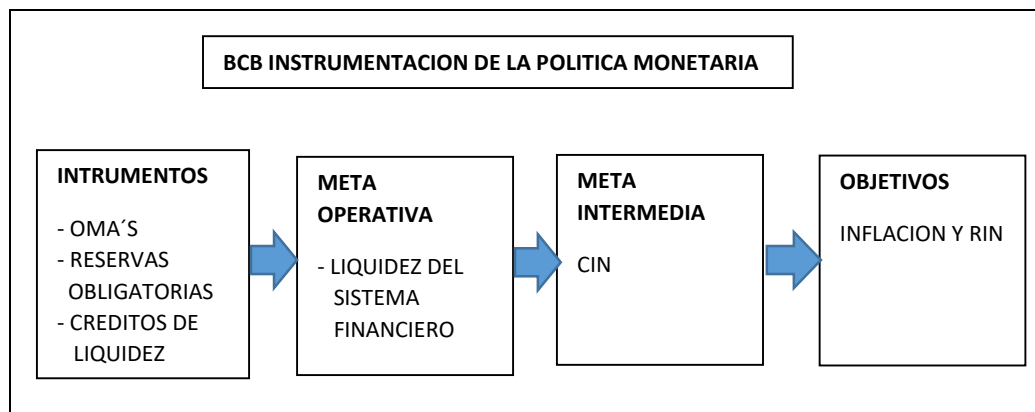 BCB INSTRUMENTACION DE LA POLITICA MONETARIA
INTRUMENTOS
- OMA´S
- RESERVAS
OBLIGATORIAS
- CREDITOS DE
LIQUIDEZ
META
OPERATIVA
- LIQUIDEZ DEL
SISTEMA
FINANCIERO
META
INTERMEDIA
CIN
OBJETIVOS
INFLACION Y RIN